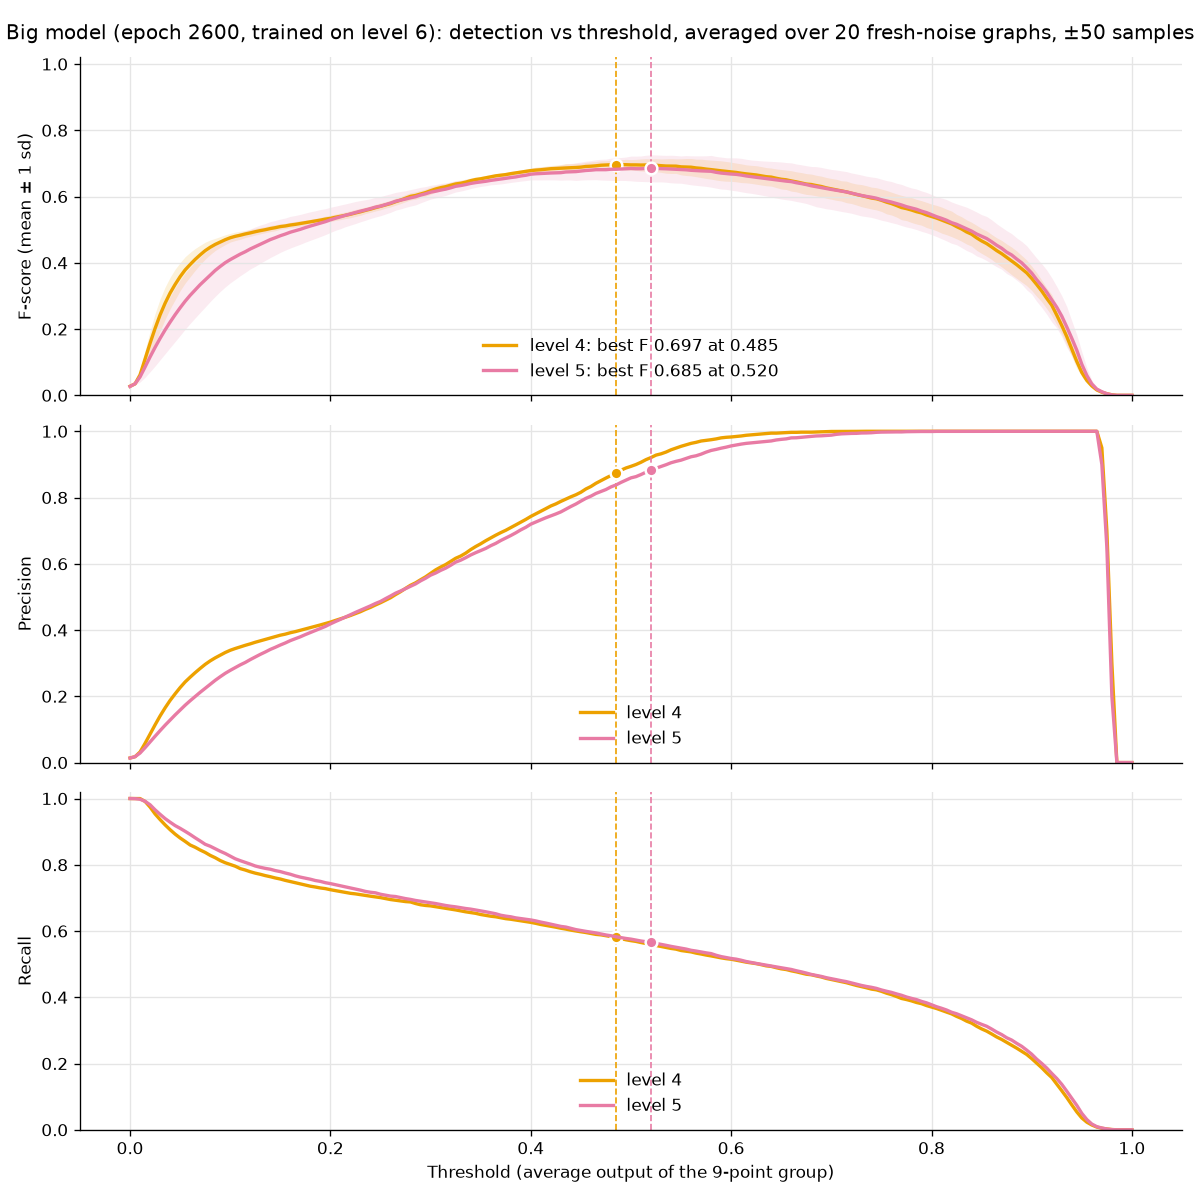 Big model (epoch 2600, trained on level 6): detection vs threshold, averaged over 20 fresh-noise graphs, ±50 samples
1.0
0.8
0.6
0.4
0.2
0.0
F-score (mean ± 1 sd)
level 4: best F 0.697 at 0.485
level 5: best F 0.685 at 0.520
1.0
0.8
0.6
0.4
0.2
0.0
Precision
level 4
level 5
1.0
0.8
0.6
0.4
0.2
0.0
Recall
level 4
level 5
0.0 0.2 0.4 0.6 0.8 1.0
Threshold (average output of the 9-point group)